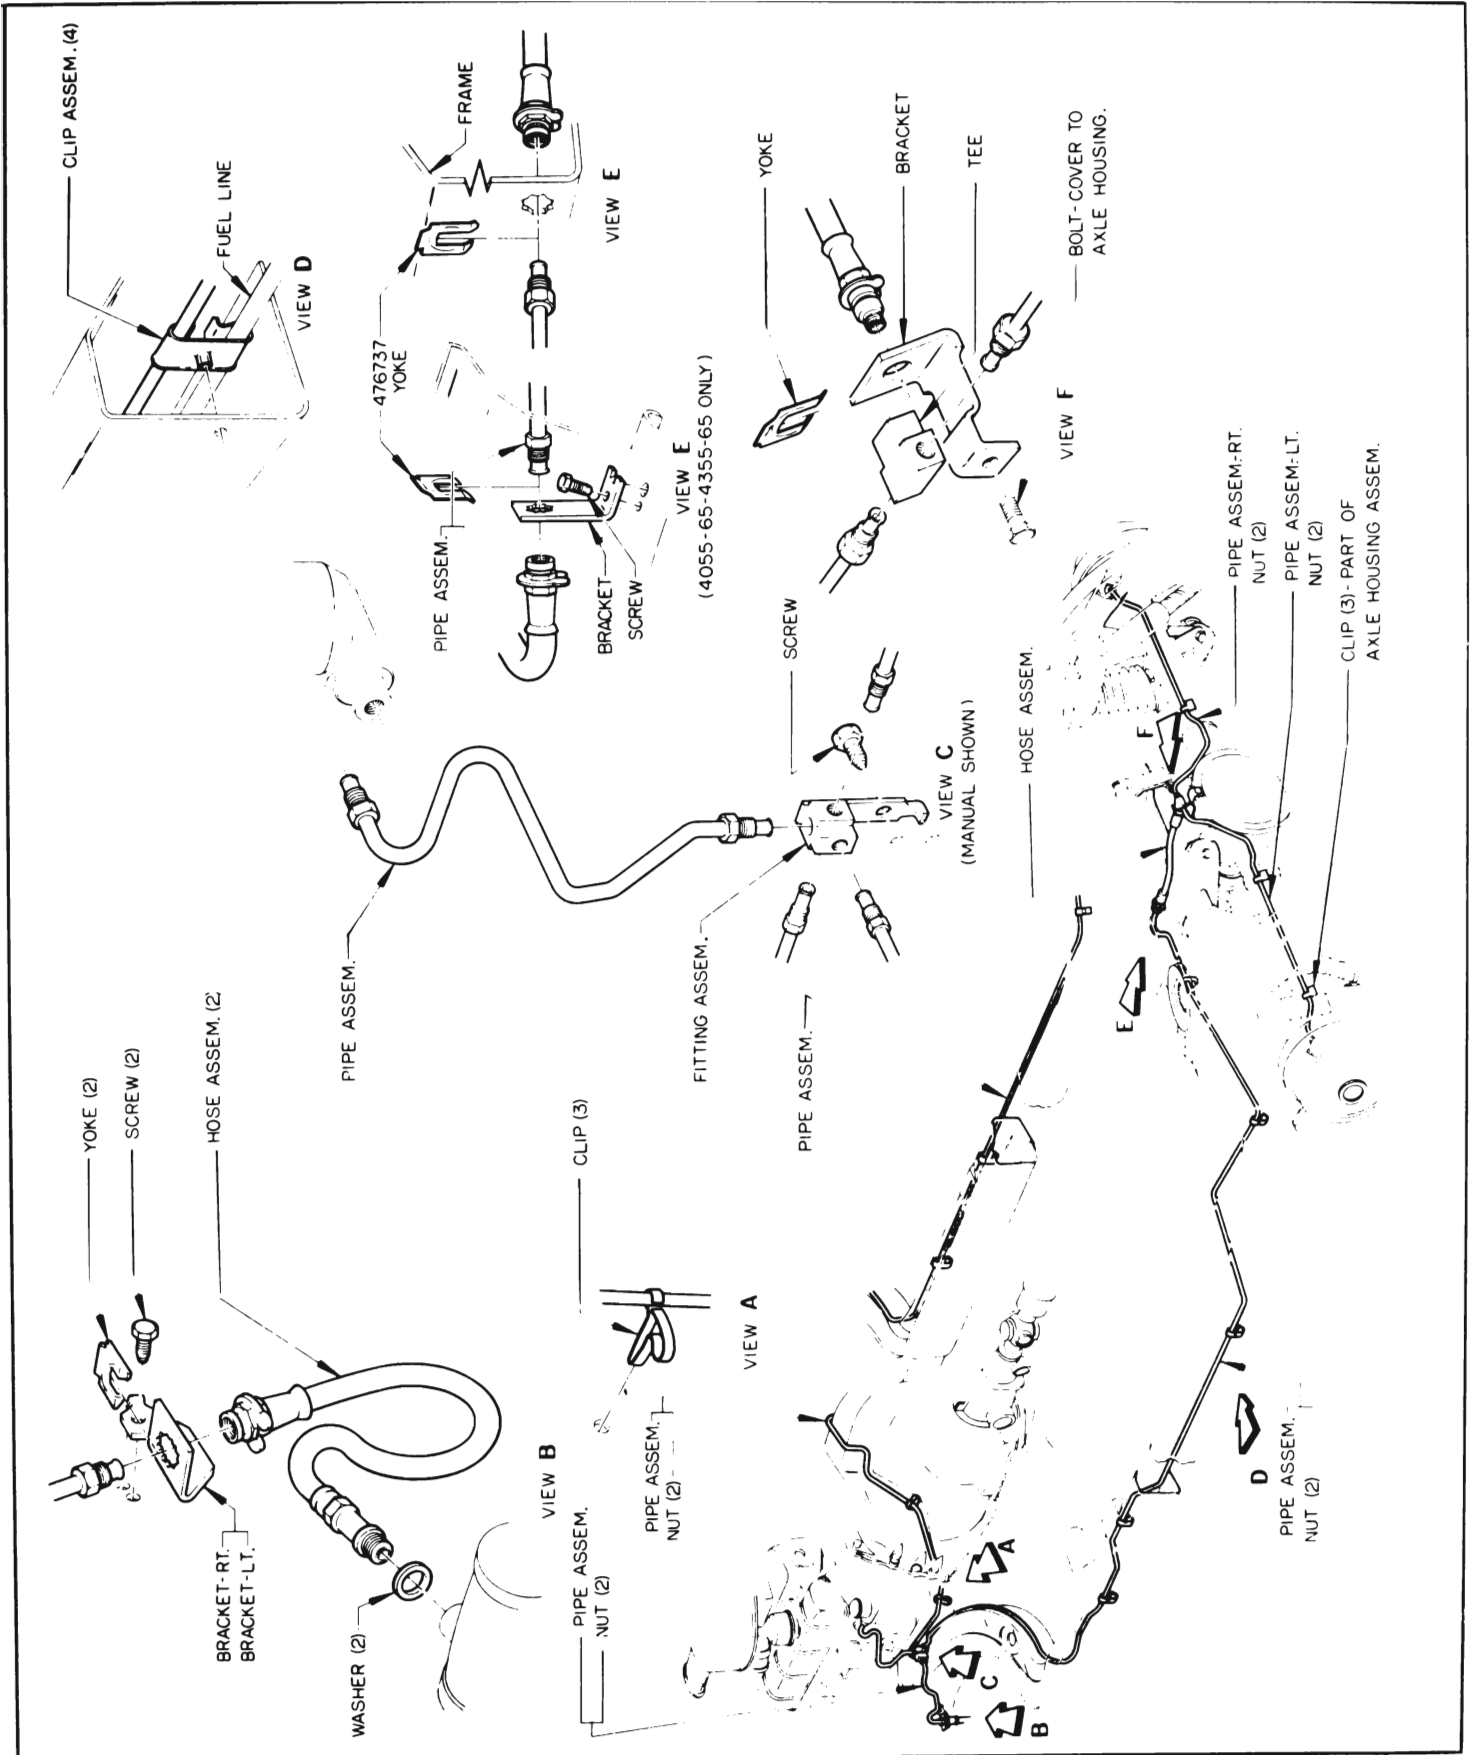 YOKE (2)
SCREW (2)
HOSE ASSEM. (2)
BRACKET-RT.
BRACKET-LT.
WASHER (2)
VIEW B
CLIP (3)
VIEW A
PIPE ASSEM.
NUT (2)
PIPE ASSEM.
NUT (2)
PIPE ASSEM.
FITTING ASSEM.
PIPE ASSEM.
SCREW
VIEW C
(MANUAL SHOWN)
CLIP ASSEM. (4)
FUEL LINE
VIEW D
FRAME
476737
YOKE
VIEW E
PIPE ASSEM.
BRACKET
SCREW
VIEW E
(4055-65-4355-65 ONLY)
YOKE
BRACKET
TEE
BOLT-COVER TO
AXLE HOUSING.
VIEW F
HOSE ASSEM.
PIPE ASSEM-RT.
NUT (2)
PIPE ASSEM-LT.
NUT (2)
CLIP (3) - PART OF
AXLE HOUSING ASSEM.
PIPE ASSEM.
NUT (2)
A
B
C
D
E
F